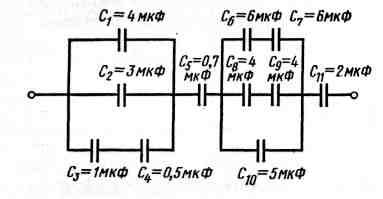 C₁=4мкФ
C₂=3мкФ
C₃=1мкФ
C₄=0,5мкФ
C₅=0,7
мкФ
C₆=6мкФ
C₇=6мкФ
C₈=4
мкФ
C₉=4
мкФ
C₁₀=5мкФ
C₁₁=2мкФ